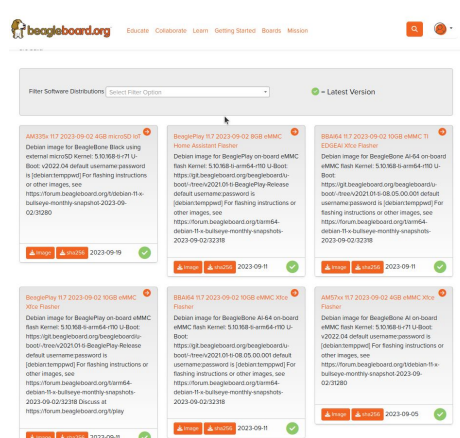 beagleboard.org
Educate Collaborate Learn Getting Started Boards Mission
Filter Software Distributions Select Filter Option
= Latest Version
AM335x 11.7 2023-09-02 4GB microSD IoT
Debian image for BeagleBone Black using
external microSD Kernel: 5.10.168-ti-r71 U-
Boot: v2022.04 default username:password
is [debian:temppwd] For flashing instructions
or other images, see
https://forum.beagleboard.org/t/debian-11-x-
bullseye-monthly-snapshot-2023-09-
02/31280
image sha256 2023-09-19
BeaglePlay 11.7 2023-09-02 8GB eMMC
Home Assistant Flasher
Debian image for BeaglePlay on-board eMMC
flash Kernel: 5.10.168-ti-arm64-r110 U-Boot:
https://git.beagleboard.org/beagleboard/u-
boot/-/tree/v2021.01-ti-BeaglePlay-Release
default username:password is
[debian:temppwd] For flashing instructions or
other images, see
https://forum.beagleboard.org/t/arm64-
debian-11-x-bullseye-monthly-snapshots-
2023-09-02/32318
image sha256 2023-09-11
BBAI64 11.7 2023-09-02 10GB eMMC TI
EDGEAI Xfce Flasher
Debian image for BeagleBone AI-64 on-board
eMMC flash Kernel: 5.10.168-ti-arm64-r110 U-
Boot:
https://git.beagleboard.org/beagleboard/u-
boot/-/tree/v2021.01-ti-08.05.00.001 default
username:password is [debian:temppwd] For
flashing instructions or other images, see
https://forum.beagleboard.org/t/arm64-
debian-11-x-bullseye-monthly-snapshots-
2023-09-02/32318
image sha256 2023-09-11
BeaglePlay 11.7 2023-09-02 10GB eMMC
Xfce Flasher
Debian image for BeaglePlay on-board eMMC
flash Kernel: 5.10.168-ti-arm64-r110 U-Boot:
https://git.beagleboard.org/beagleboard/u-
boot/-/tree/v2021.01-ti-BeaglePlay-Release
default username:password is
[debian:temppwd] For flashing instructions or
other images, see
https://forum.beagleboard.org/t/arm64-
debian-11-x-bullseye-monthly-snapshots-
2023-09-02/32318 Discuss at
https://forum.beagleboard.org/t/play
image sha256 2023-09-11
BBAI64 11.7 2023-09-02 10GB eMMC Xfce
Flasher
Debian image for BeagleBone AI-64 on-board
eMMC flash Kernel: 5.10.168-ti-arm64-r110 U-
Boot:
https://git.beagleboard.org/beagleboard/u-
boot/-/tree/v2021.01-ti-08.05.00.001 default
username:password is [debian:temppwd] For
flashing instructions or other images, see
https://forum.beagleboard.org/t/arm64-
debian-11-x-bullseye-monthly-snapshots-
2023-09-02/32318
image sha256 2023-09-11
AM57xx 11.7 2023-09-02 4GB eMMC Xfce
Flasher
Debian image for BeagleBone AI on-board
eMMC flash Kernel: 5.10.168-ti-r71 U-Boot:
v2022.04 default username:password is
[debian:temppwd] For flashing instructions or
other images, see
https://forum.beagleboard.org/t/debian-11-x-
bullseye-monthly-snapshot-2023-09-
02/31280
image sha256 2023-09-05